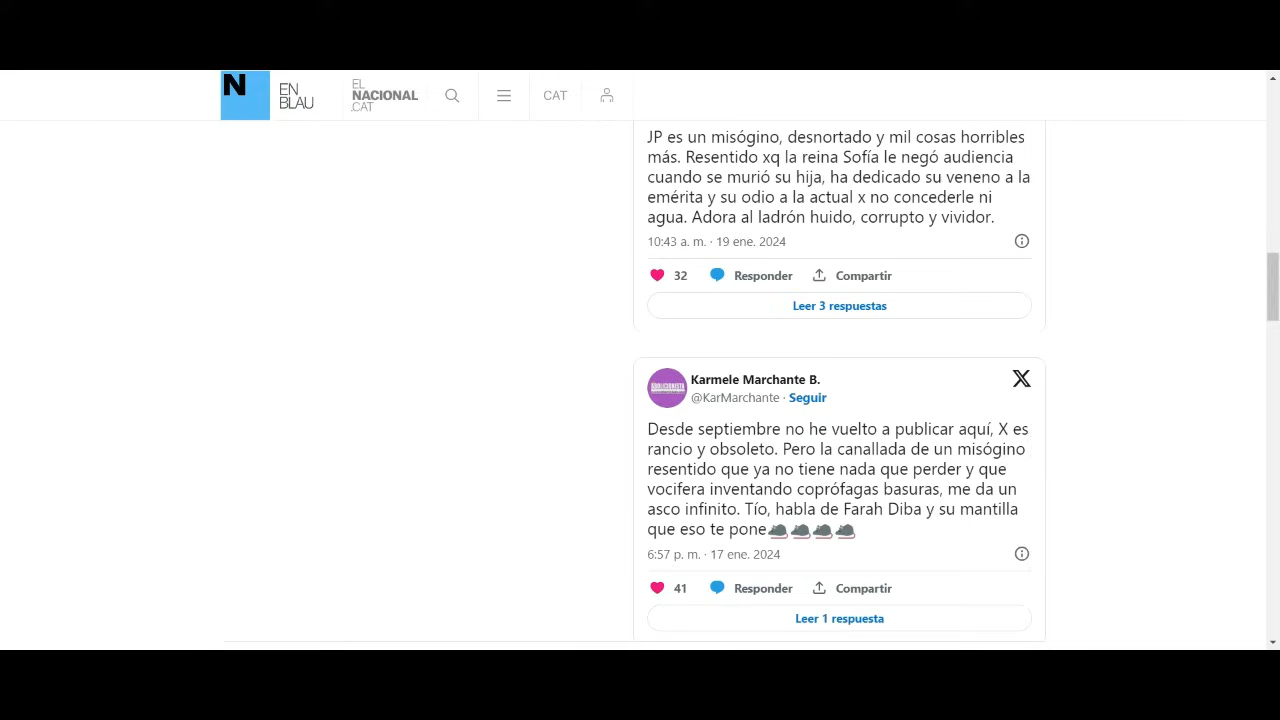 N
EN
BLAU
EL
NACIONAL
.CAT
CAT
JP es un misógino, desnortado y mil cosas horribles
más. Resentido xq la reina Sofía le negó audiencia
cuando se murió su hija, ha dedicado su veneno a la
emérita y su odio a la actual x no concederle ni
agua. Adora al ladrón huido, corrupto y vividor.
10:43 a. m. · 19 ene. 2024
32 Responder Compartir
Leer 3 respuestas
Karmele Marchante B.
@KarMarchante · Seguir
Desde septiembre no he vuelto a publicar aquí, X es
rancio y obsoleto. Pero la canallada de un misógino
resentido que ya no tiene nada que perder y que
vocifera inventando coprófagas basuras, me da un
asco infinito. Tío, habla de Farah Diba y su mantilla
que eso te pone🐀🐀🐀🐀
6:57 p. m. · 17 ene. 2024
41 Responder Compartir
Leer 1 respuesta